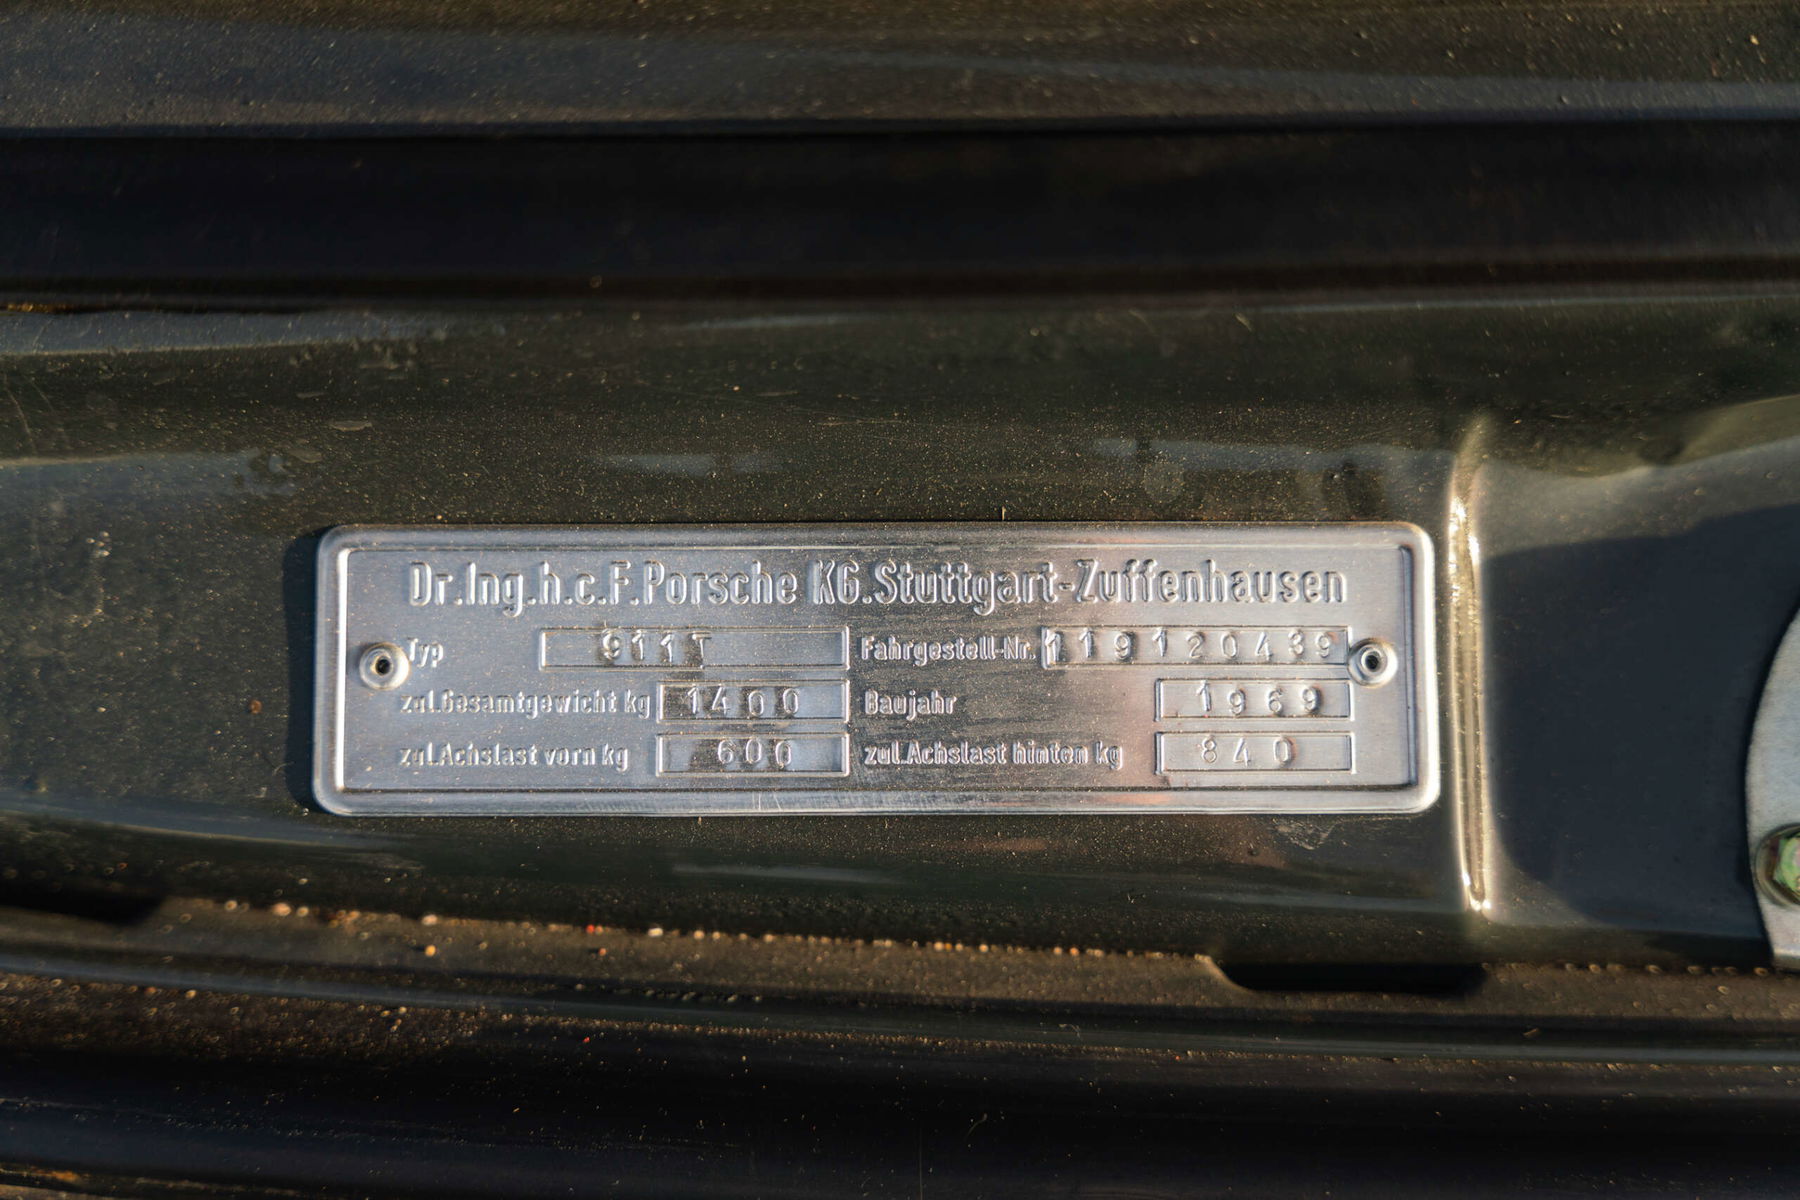 Dr.Ing.h.c.F.Porsche KG.Stuttgart-Zuffenhausen
Typ 911T Fahrgestell-Nr. 119120439
zul.Gesamtgewicht kg 1400 Baujahr 1969
zul.Achslast vorn kg 600 zul.Achslast hinten kg 840